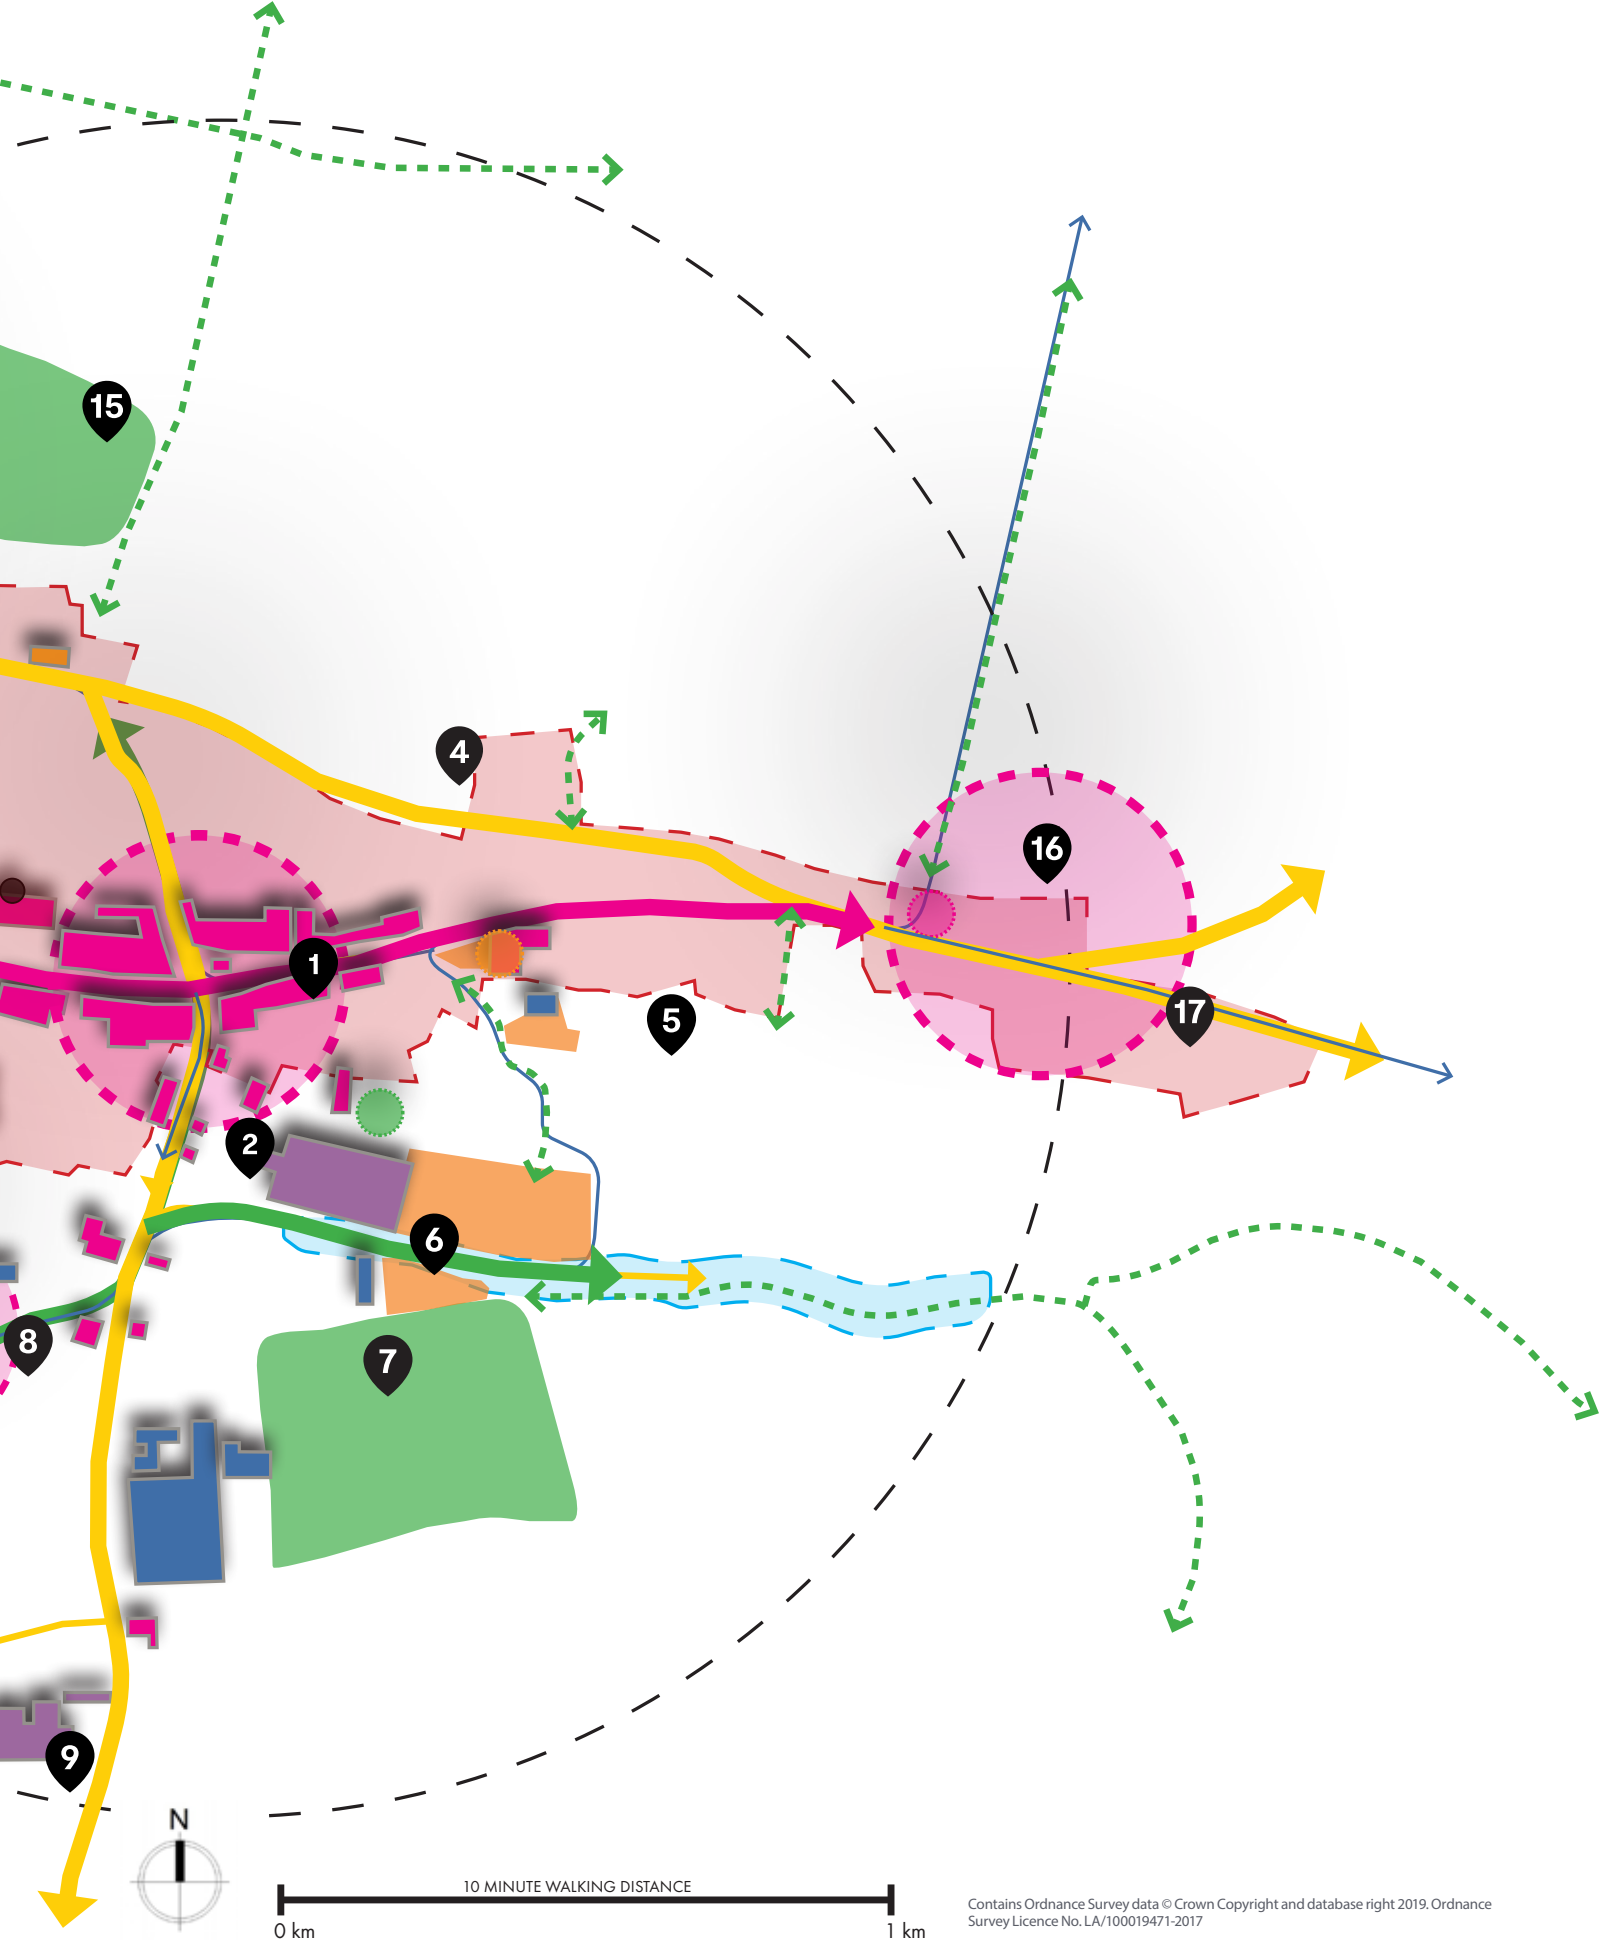 15
4
16
1
17
5
2
6
8
7
9
N
10 MINUTE WALKING DISTANCE
0 km
1 km
Contains Ordnance Survey data © Crown Copyright and database right 2019. Ordnance
Survey Licence No. LA/100019471-2017